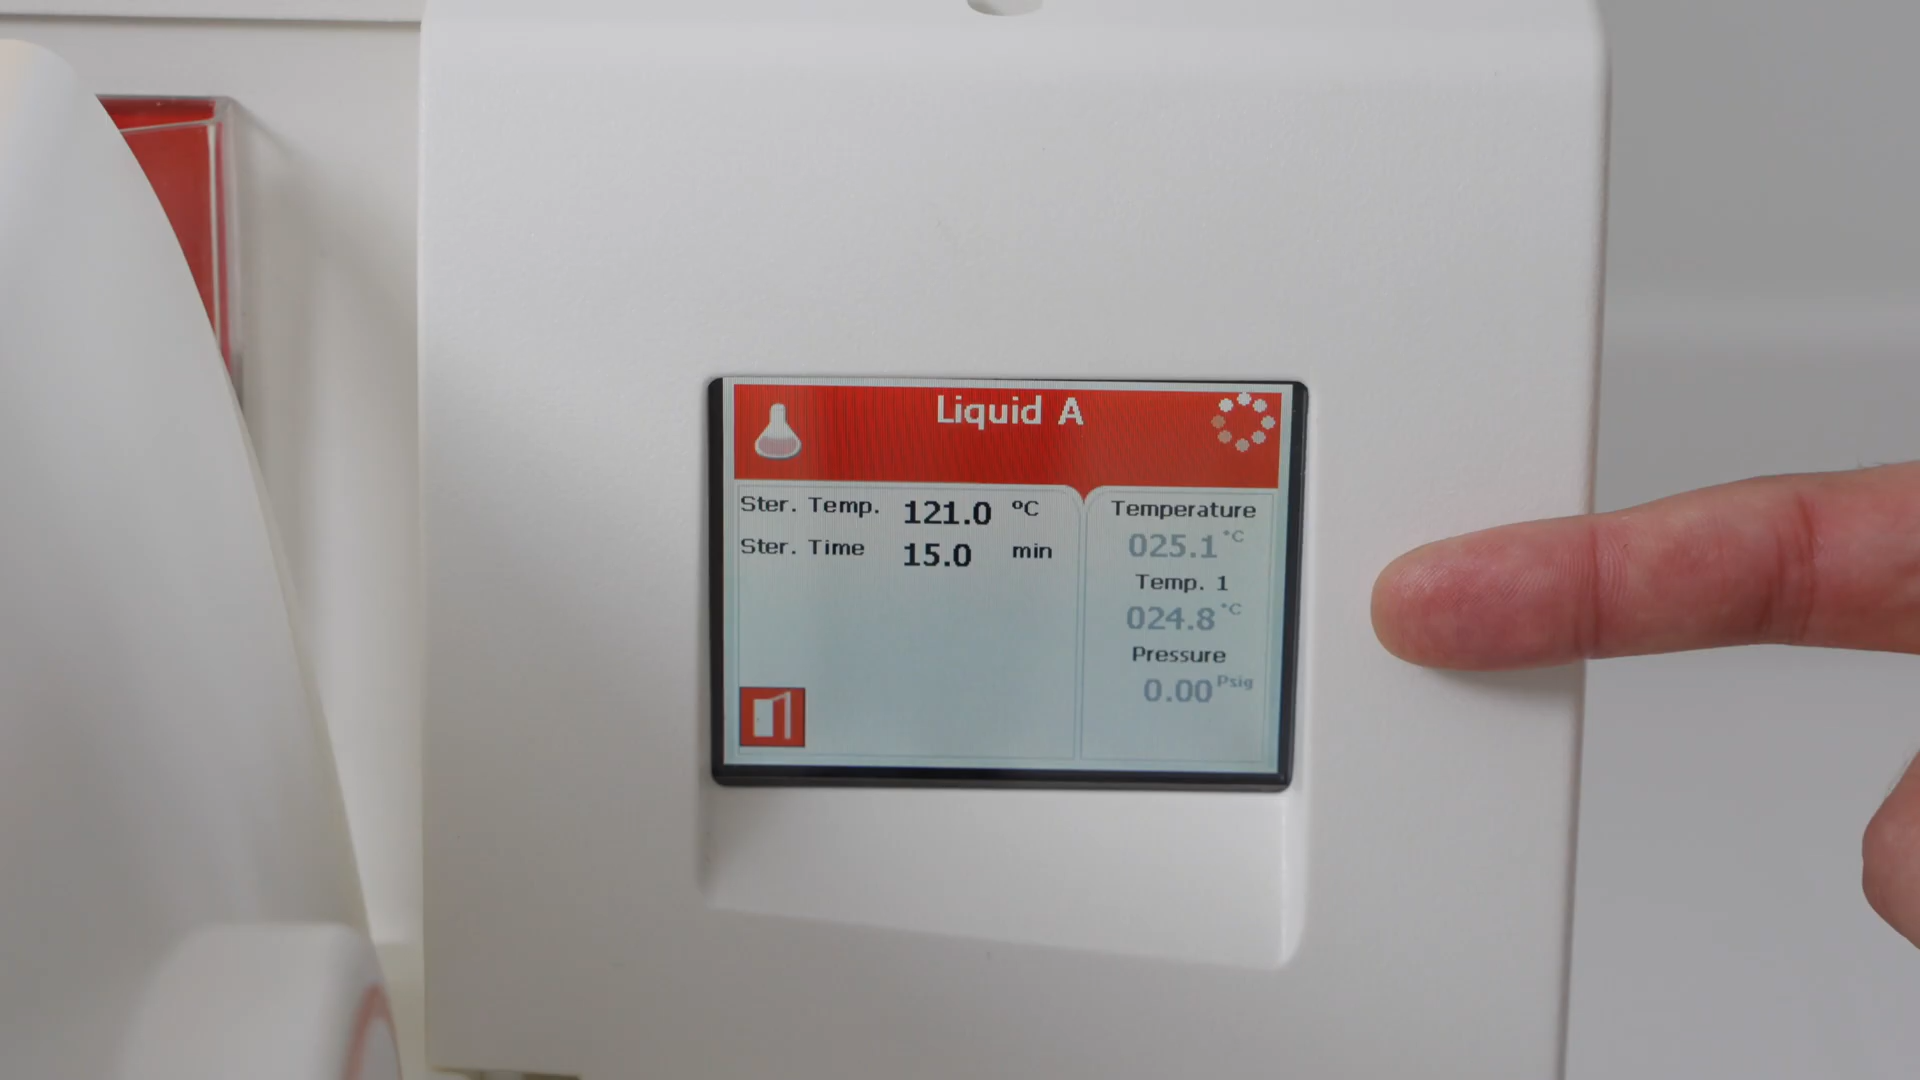 Liquid A
Ster. Temp. 121.0 ºC
Ster. Time 15.0 min
Temperature
025.1 °C
Temp. 1
024.8 °C
Pressure
0.00 Psig